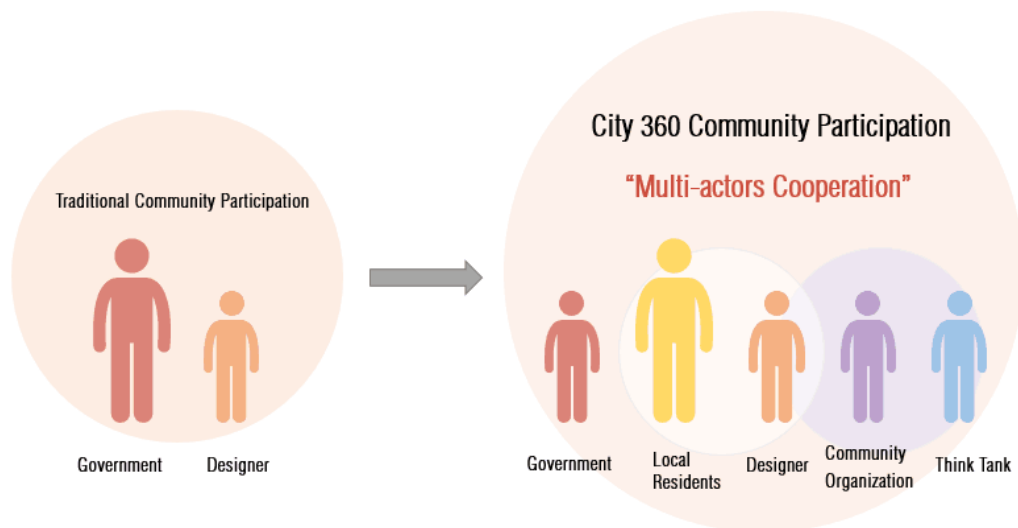 Traditional Community Participation
Government
Designer
City 360 Community Participation
“Multi-actors Cooperation”
Government
Local
Residents
Designer
Community
Organization
Think Tank